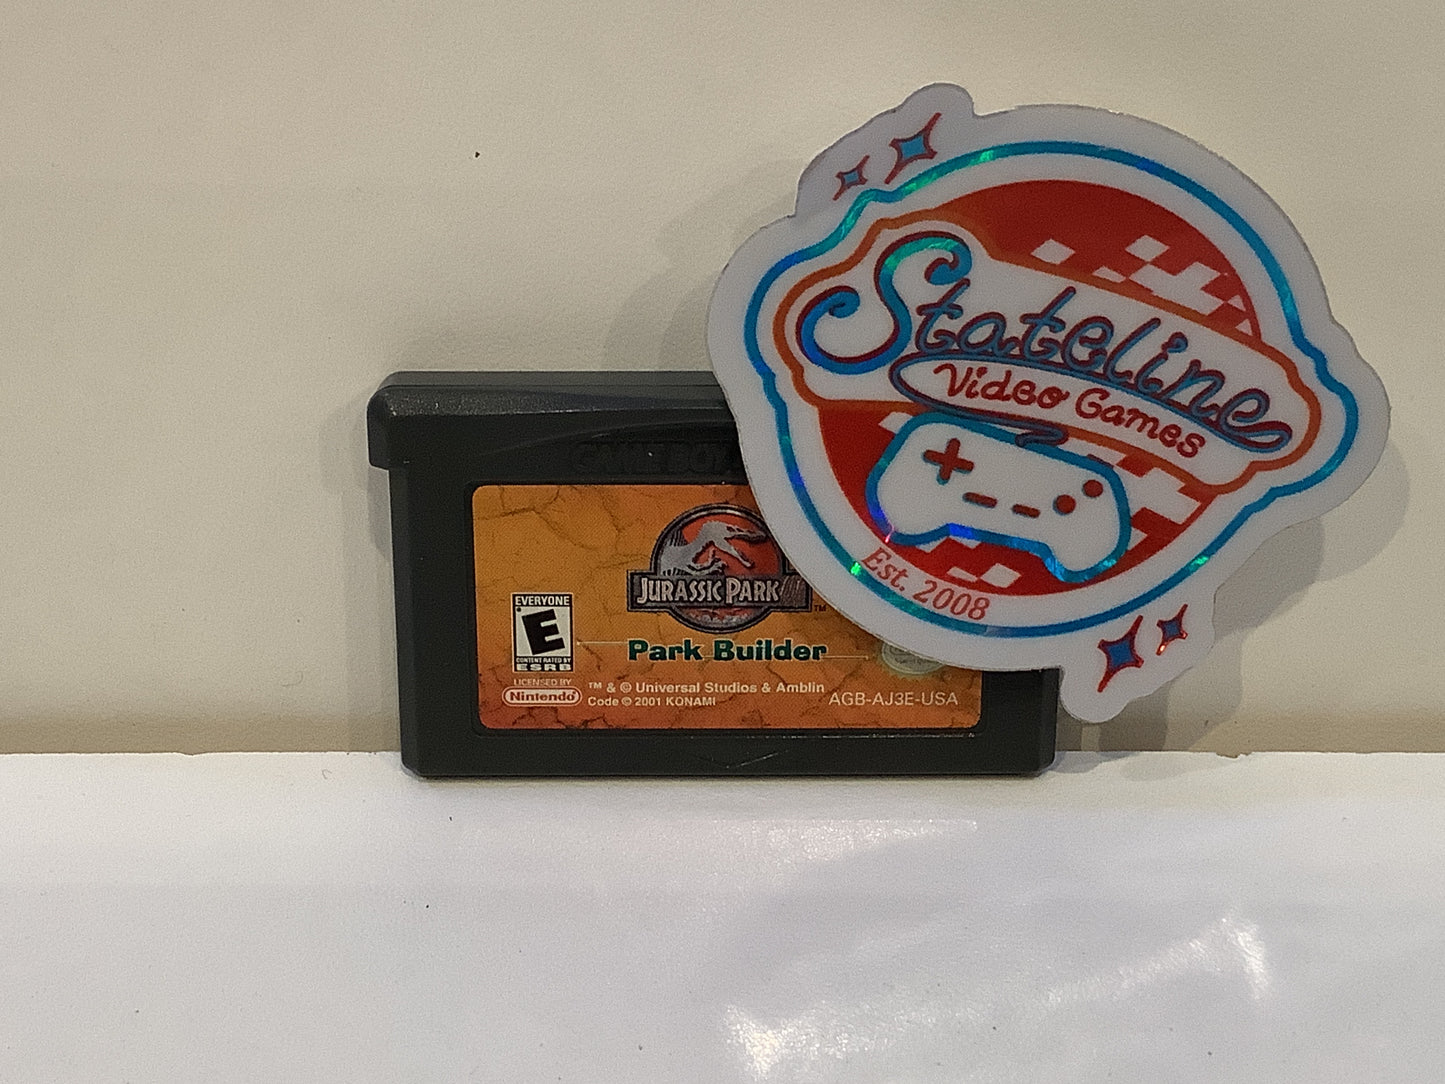 Stateline
Video Games
Est. 2008
GAME BOY
JURASSIC PARK III
TM
Park Builder
EVERYONE
E
CONTENT RATED BY
ESRB
LICENSED BY
Nintendo
™ & © Universal Studios & Amblin
Code © 2001 KONAMI
AGB-AJ3E-USA